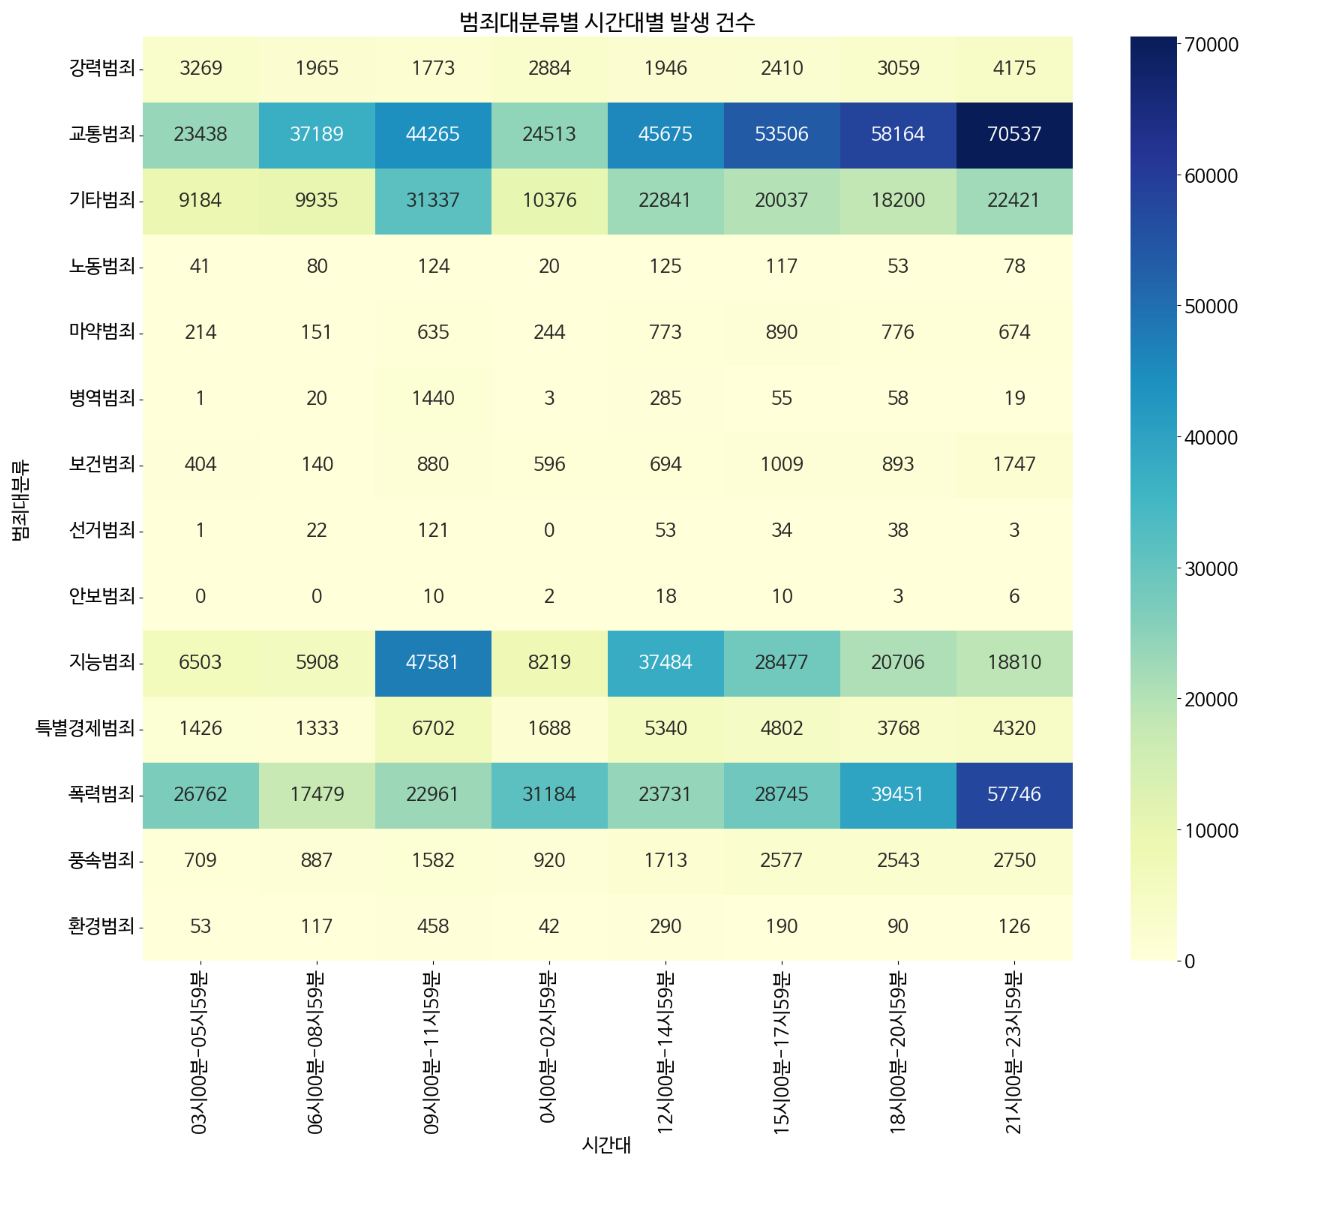 범죄대분류별 시간대별 발생 건수
강력범죄 3269 1965 1773 2884 1946 2410 3059 4175
교통범죄 23438 37189 44265 24513 45675 53506 58164 70537
기타범죄 9184 9935 31337 10376 22841 20037 18200 22421
노동범죄 41 80 124 20 125 117 53 78
마약범죄 214 151 635 244 773 890 776 674
병역범죄 1 20 1440 3 285 55 58 19
보건범죄 404 140 880 596 694 1009 893 1747
선거범죄 1 22 121 0 53 34 38 3
안보범죄 0 0 10 2 18 10 3 6
지능범죄 6503 5908 47581 8219 37484 28477 20706 18810
특별경제범죄 1426 1333 6702 1688 5340 4802 3768 4320
폭력범죄 26762 17479 22961 31184 23731 28745 39451 57746
풍속범죄 709 887 1582 920 1713 2577 2543 2750
환경범죄 53 117 458 42 290 190 90 126
범죄대분류
03시00분-05시59분
06시00분-08시59분
09시00분-11시59분
0시00분-02시59분
12시00분-14시59분
15시00분-17시59분
18시00분-20시59분
21시00분-23시59분
시간대
70000
60000
50000
40000
30000
20000
10000
0